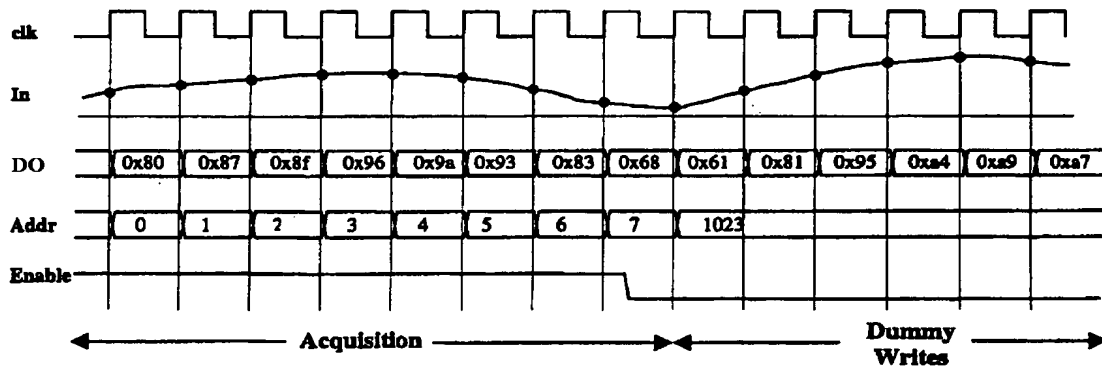 clk
In
DO 0x80 0x87 0x8f 0x96 0x9a 0x93 0x83 0x68 0x61 0x81 0x95 0xa4 0xa9 0xa7
Addr 0 1 2 3 4 5 6 7 1023
Enable
Acquisition Dummy
Writes